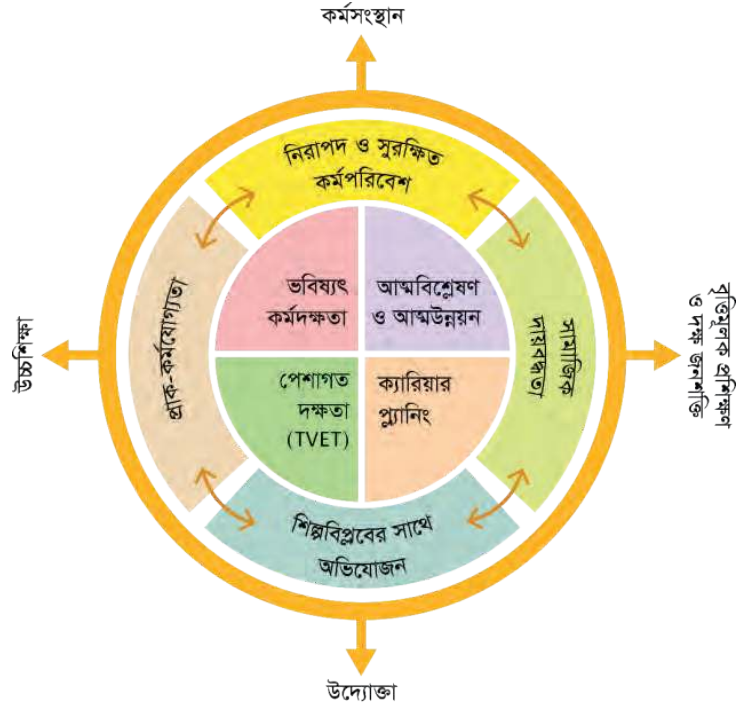 কর্মসংস্থান
নিরাপদ ও সুরক্ষিত
কর্মপরিবেশ
প্রাক-কর্মযোগ্যতা
ভবিষ্যৎ
কর্মদক্ষতা
আত্মবিশ্লেষণ
ও আত্মউন্নয়ন
সামাজিক
দায়বদ্ধতা
উচ্চশিক্ষা
বৃত্তিমূলক প্রশিক্ষণ
ও দক্ষ জনশক্তি
পেশাগত
দক্ষতা
(TVET)
ক্যারিয়ার
প্ল্যানিং
শিল্পবিপ্লবের সাথে
অভিযোজন
উদ্যোক্তা